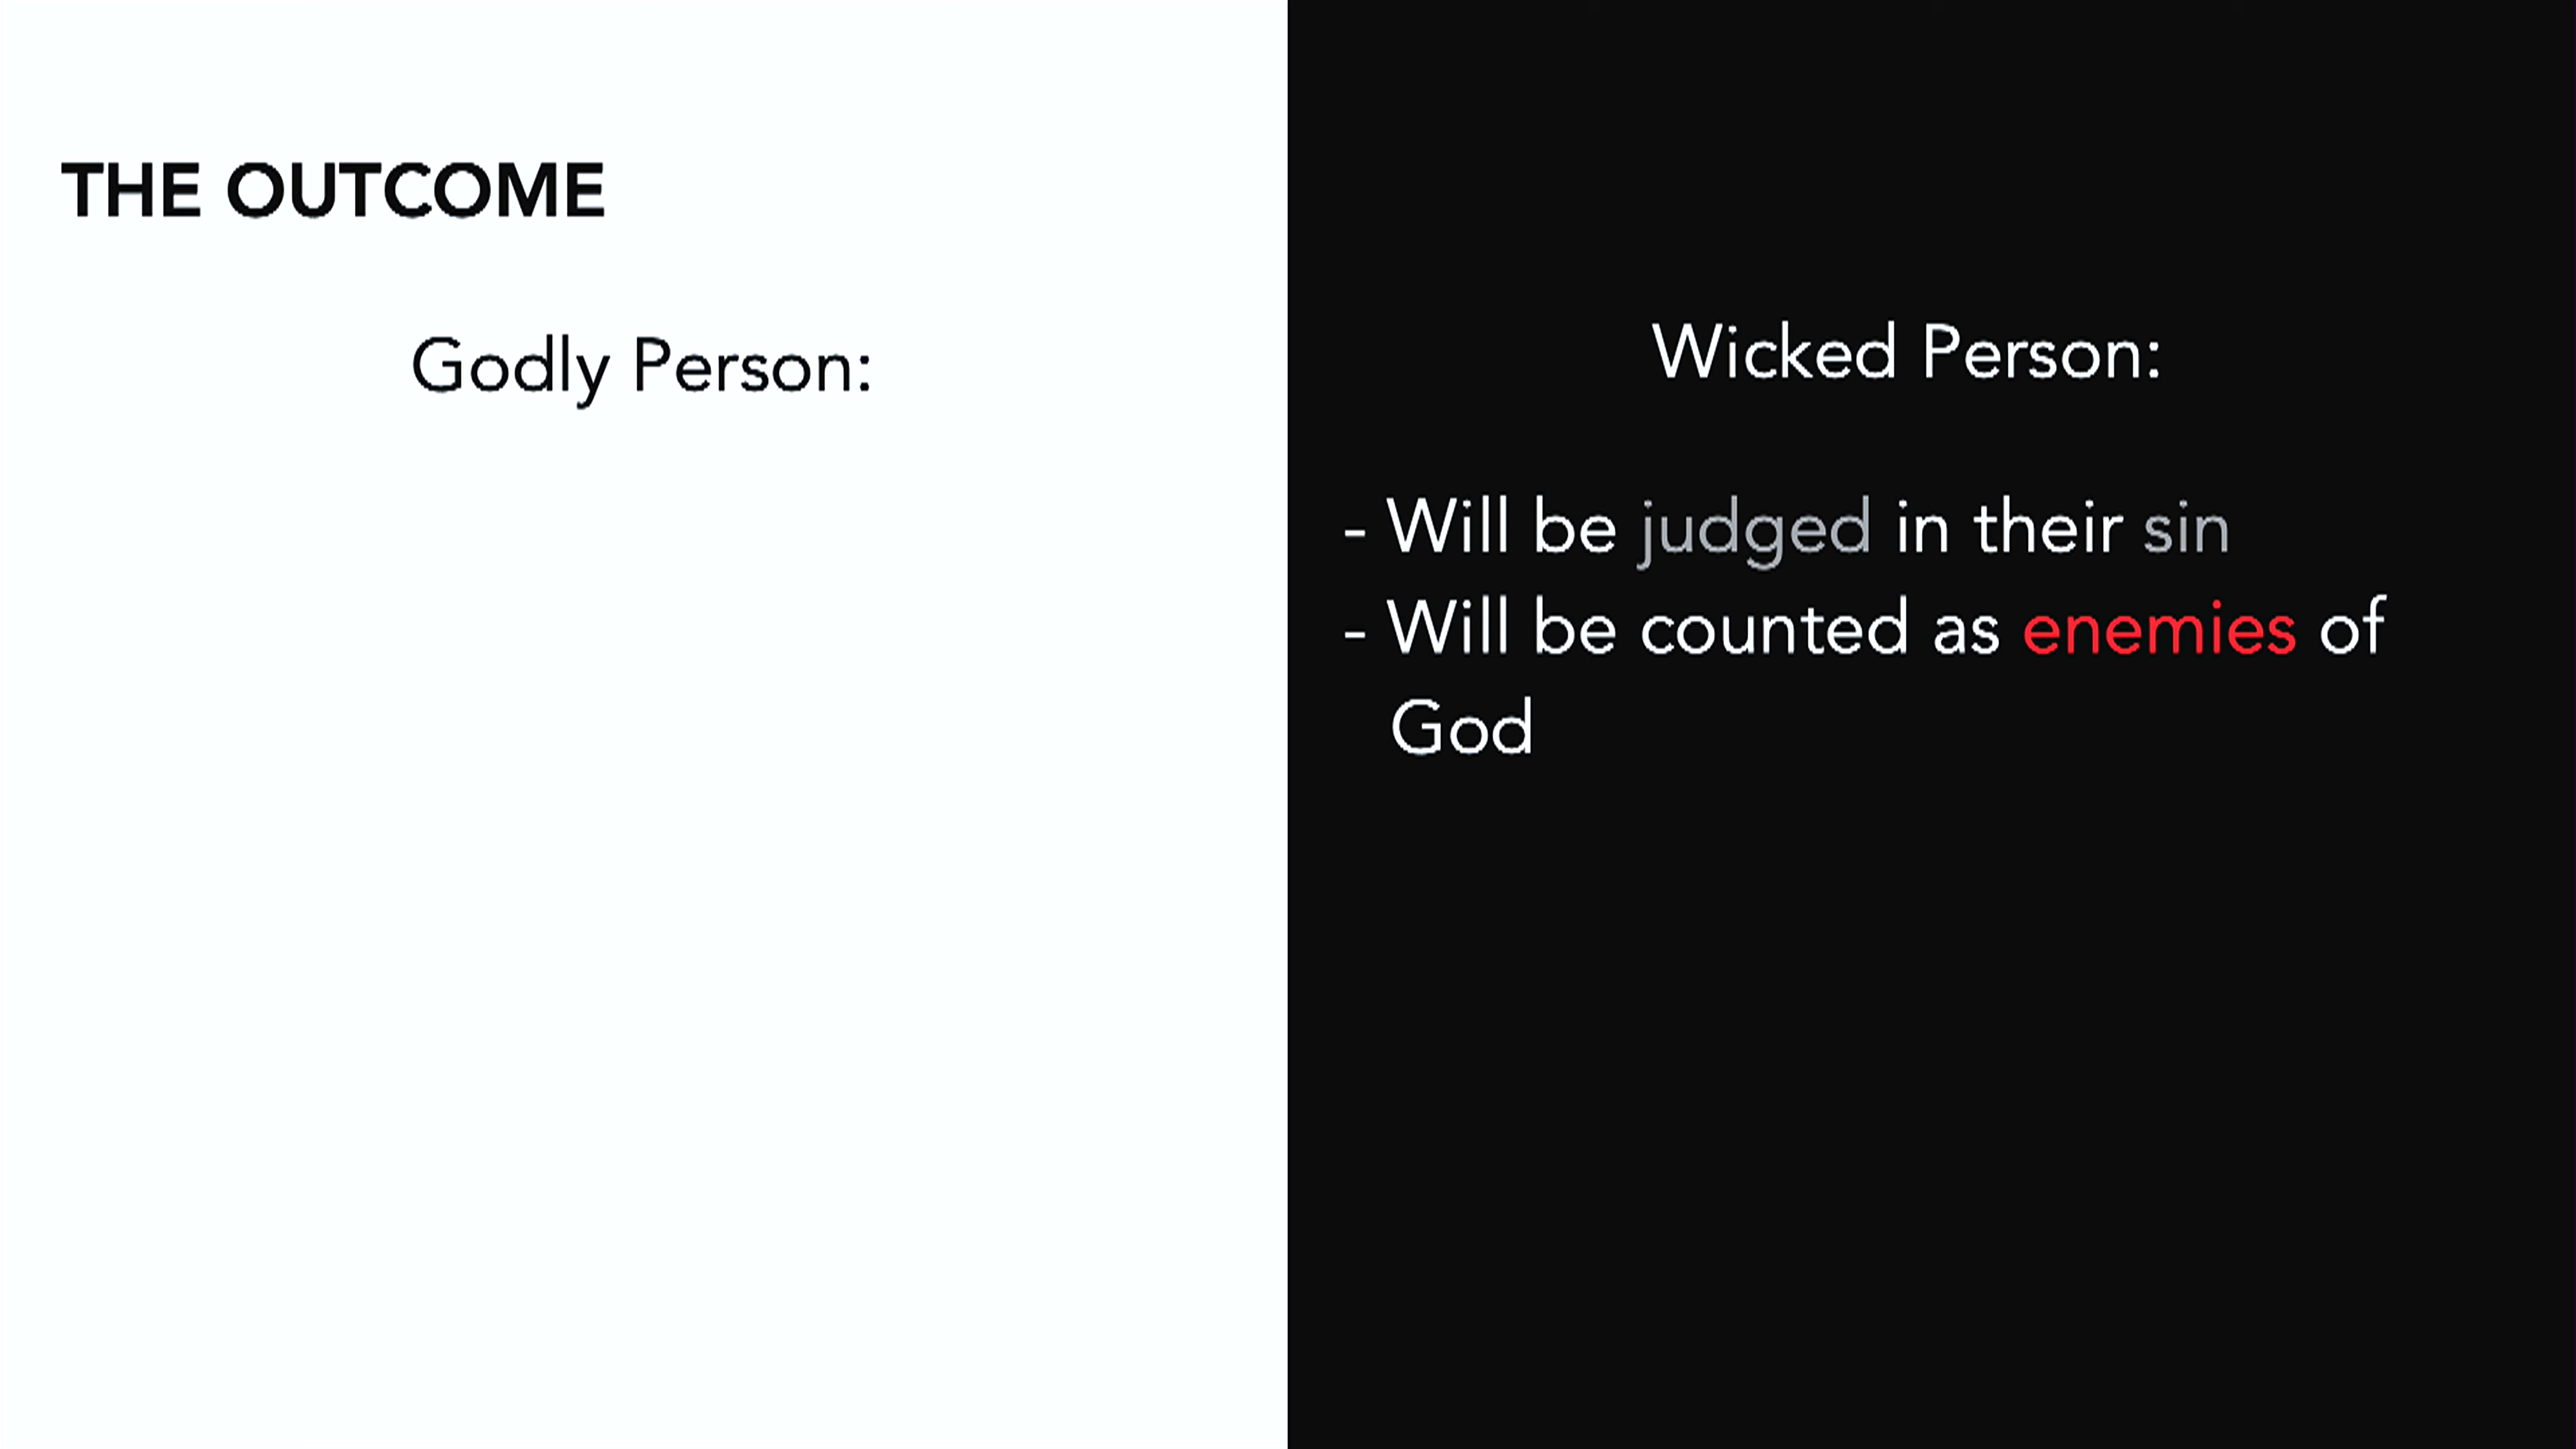 THE OUTCOME
Godly Person:
Wicked Person:
- Will be judged in their sin
- Will be counted as enemies of
God